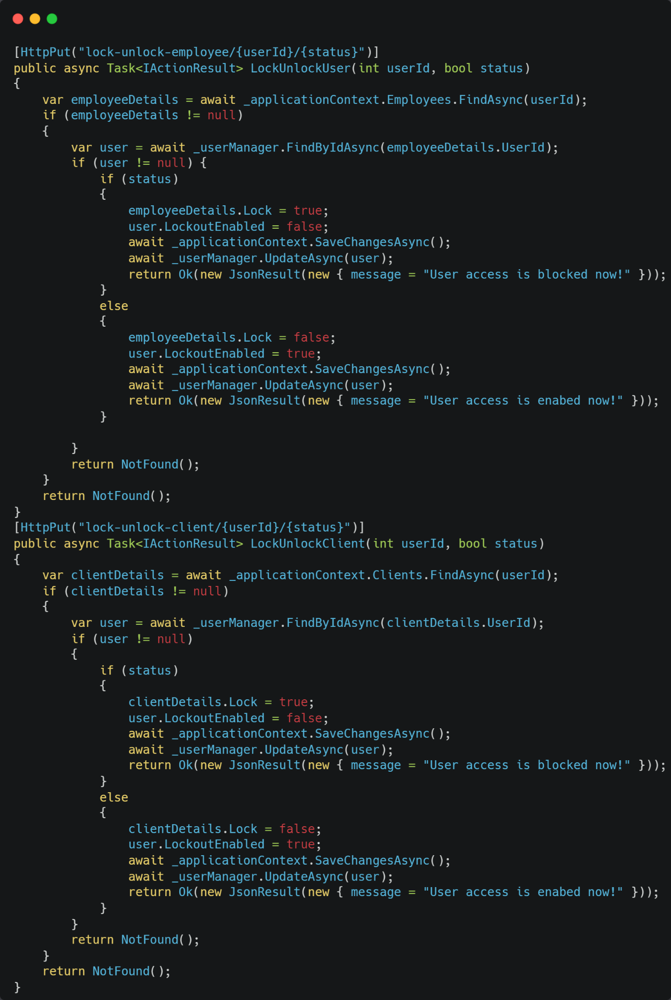 [HttpPut("lock-unlock-employee/{userId}/{status}")]
public async Task<IActionResult> LockUnlockUser(int userId, bool status)
{
    var employeeDetails = await _applicationContext.Employees.FindAsync(userId);
    if (employeeDetails != null)
    {
        var user = await _userManager.FindByIdAsync(employeeDetails.UserId);
        if (user != null) {
            if (status)
            {
                employeeDetails.Lock = true;
                user.LockoutEnabled = false;
                await _applicationContext.SaveChangesAsync();
                await _userManager.UpdateAsync(user);
                return Ok(new JsonResult(new { message = "User access is blocked now!" }));
            }
            else
            {
                employeeDetails.Lock = false;
                user.LockoutEnabled = true;
                await _applicationContext.SaveChangesAsync();
                await _userManager.UpdateAsync(user);
                return Ok(new JsonResult(new { message = "User access is enabed now!" }));
            }

        }
        return NotFound();
    }
    return NotFound();
}
[HttpPut("lock-unlock-client/{userId}/{status}")]
public async Task<IActionResult> LockUnlockClient(int userId, bool status)
{
    var clientDetails = await _applicationContext.Clients.FindAsync(userId);
    if (clientDetails != null)
    {
        var user = await _userManager.FindByIdAsync(clientDetails.UserId);
        if (user != null)
        {
            if (status)
            {
                clientDetails.Lock = true;
                user.LockoutEnabled = false;
                await _applicationContext.SaveChangesAsync();
                await _userManager.UpdateAsync(user);
                return Ok(new JsonResult(new { message = "User access is blocked now!" }));
            }
            else
            {
                clientDetails.Lock = false;
                user.LockoutEnabled = true;
                await _applicationContext.SaveChangesAsync();
                await _userManager.UpdateAsync(user);
                return Ok(new JsonResult(new { message = "User access is enabed now!" }));
            }
        }
        return NotFound();
    }
    return NotFound();
}